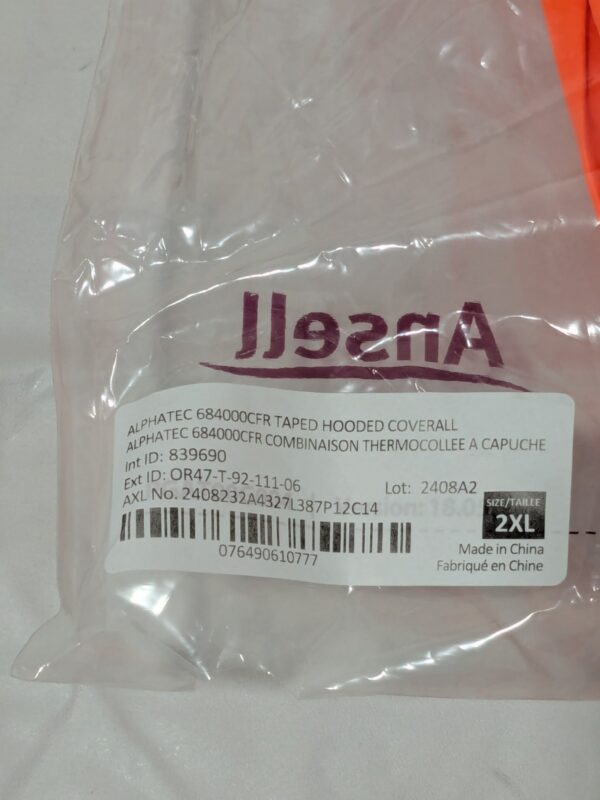 Ansell
ALPHATEC 684000CFR TAPED HOODED COVERALL
ALPHATEC 684000CFR COMBINAISON THERMOCOLLEE A CAPUCHE
Int ID: 839690
Ext ID: OR47-T-92-111-06
Lot: 2408A2
AXL No. 2408232A4327L387P12C14
SIZE/TAILLE
2XL
076490610777
Made in China
Fabriqué en Chine